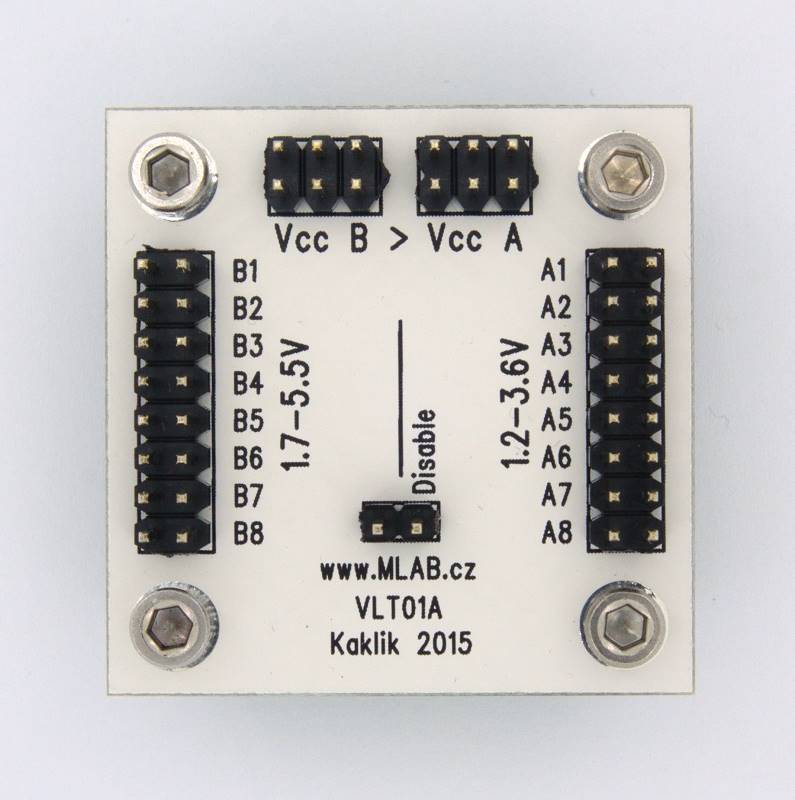 Vcc B > Vcc A
B1
B2
B3
B4
B5
B6
B7
B8
1.7-5.5V
Disable
1.2-3.6V
A1
A2
A3
A4
A5
A6
A7
A8
www.MLAB.cz
VLT01A
Kaklik 2015